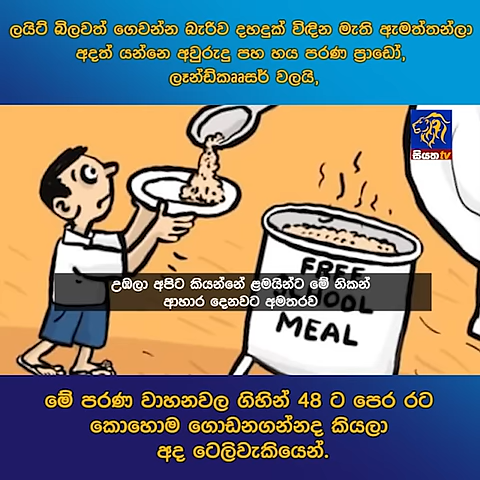 ලයිට් බිලවත් ගෙවන්න බැරිව දහදුක් විඳින මැති ඇමත්තන්ලා
අදත් යන්නෙ අවුරුදු පහ හය පරණ ප්‍රාඩෝ,
ලෑන්ඩ්කෲසර් වලයි,
සියත tv
FREE
SCHOOL
MEAL
උඹලා අපිට කියන්නේ ළමයින්ට මේ නිකන්
ආහාර දෙනවට අමතරව
මේ පරණ වාහනවල ගිහින් 48 ට පෙර රට
කොහොම ගොඩනගන්නද කියලා
අද ටෙලිවැකියෙන්.